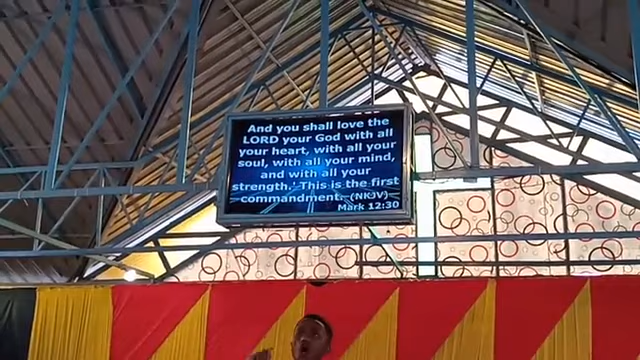 And you shall love the
LORD your God with all
your heart, with all your
soul, with all your mind,
and with all your
strength.' This is the first
commandment. (NKJV)
Mark 12:30